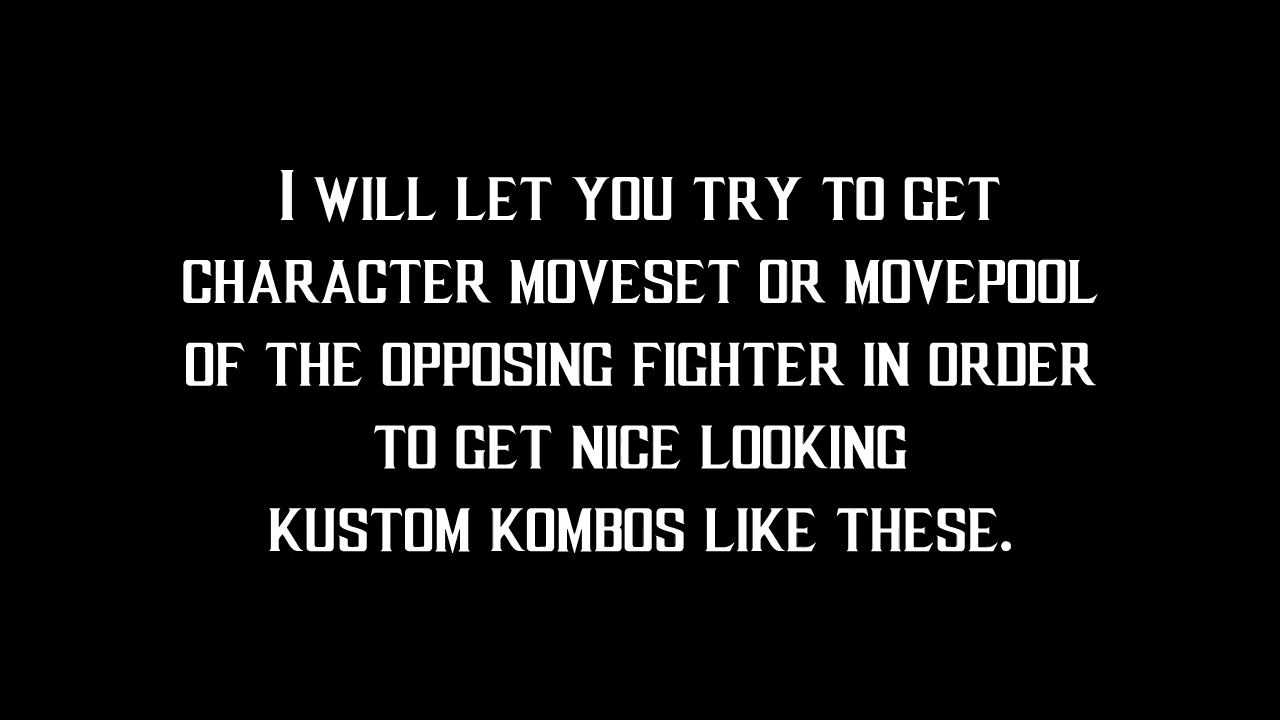 I WILL LET YOU TRY TO GET
CHARACTER MOVESET OR MOVEPOOL
OF THE OPPOSING FIGHTER IN ORDER
TO GET NICE LOOKING
KUSTOM KOMBOS LIKE THESE.